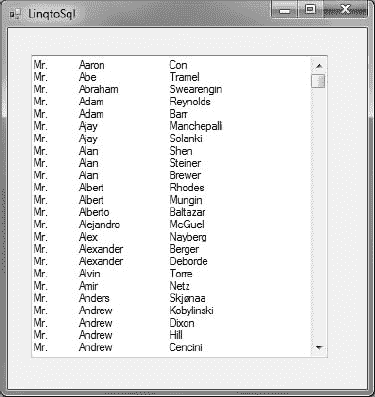 LinqtoSql
Mr. Aaron Con
Mr. Abe Tramel
Mr. Abraham Swearengin
Mr. Adam Reynolds
Mr. Adam Barr
Mr. Ajay Manchepalli
Mr. Ajay Solanki
Mr. Alan Shen
Mr. Alan Steiner
Mr. Alan Brewer
Mr. Albert Rhodes
Mr. Albert Mungin
Mr. Alberto Baltazar
Mr. Alejandro McGuel
Mr. Alex Nayberg
Mr. Alexander Berger
Mr. Alexander Deborde
Mr. Alvin Torre
Mr. Amir Netz
Mr. Anders Skjønaa
Mr. Andrew Kobylinski
Mr. Andrew Dixon
Mr. Andrew Hill
Mr. Andrew Cencini